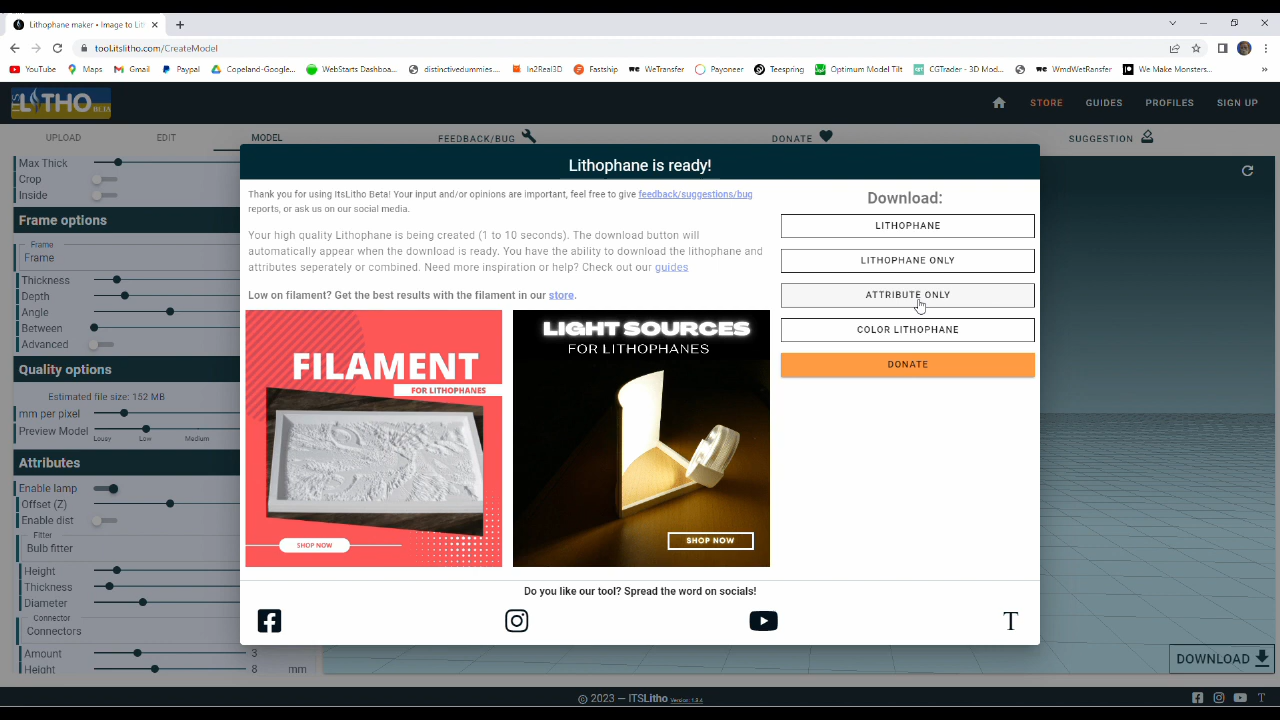 Lithophane maker • Image to Lit
tool.itslitho.com/CreateModel
YouTube
Maps
Gmail
Paypal
Copeland-Google...
WebStarts Dashboa...
distinctivedummies....
In2Real3D
Fastship
WeTransfer
Payoneer
Teespring
Optimum Model Tilt
CGTrader - 3D Mod...
WmdWetRansfer
We Make Monsters...
LITHO
BETA
STORE
GUIDES
PROFILES
SIGN UP
UPLOAD
EDIT
MODEL
FEEDBACK/BUG
DONATE
SUGGESTION
Max Thick
Crop
Inside
Frame options
Frame
Frame
Thickness
Depth
Angle
Between
Advanced
Quality options
Estimated file size: 152 MB
mm per pixel
Preview Model
Lousy
Low
Medium
Attributes
Enable lamp
Offset (Z)
Enable dist
Fitter
Bulb fitter
Height
Thickness
Diameter
Connector
Connectors
Amount 3
Height 8 mm
Lithophane is ready!
Thank you for using ItsLitho Beta! Your input and/or opinions are important, feel free to give feedback/suggestions/bug
reports, or ask us on our social media.
Your high quality Lithophane is being created (1 to 10 seconds). The download button will
automatically appear when the download is ready. You have the ability to download the lithophane and
attributes seperately or combined. Need more inspiration or help? Check out our guides
Low on filament? Get the best results with the filament in our store.
FILAMENT
FOR LITHOPHANES
SHOP NOW
LIGHT SOURCES
FOR LITHOPHANES
SHOP NOW
Download:
LITHOPHANE
LITHOPHANE ONLY
ATTRIBUTE ONLY
COLOR LITHOPHANE
DONATE
Do you like our tool? Spread the word on socials!
T
DOWNLOAD
© 2023 — ITSLitho
T